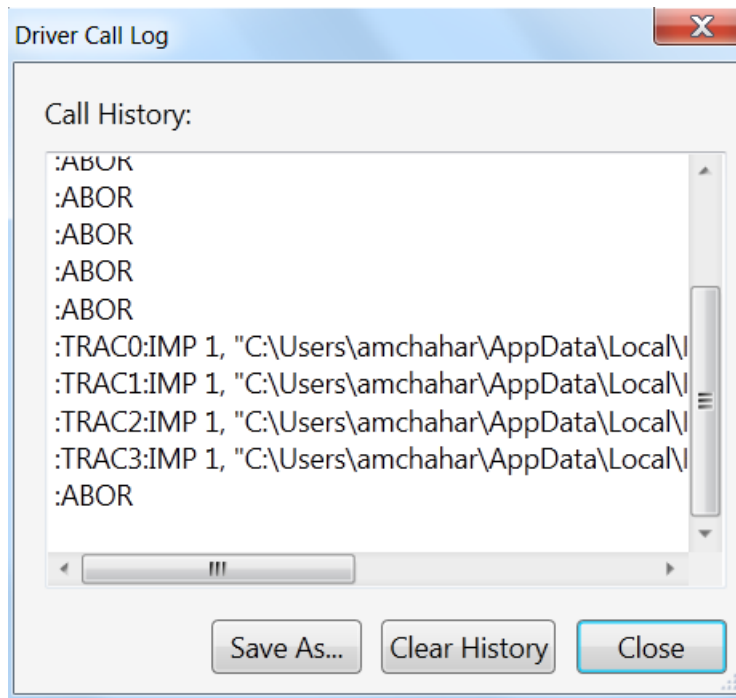 Driver Call Log
Call History:
:ABOR
:ABOR
:ABOR
:ABOR
:ABOR
:TRAC0:IMP 1, "C:\Users\amchahar\AppData\Local\
:TRAC1:IMP 1, "C:\Users\amchahar\AppData\Local\
:TRAC2:IMP 1, "C:\Users\amchahar\AppData\Local\
:TRAC3:IMP 1, "C:\Users\amchahar\AppData\Local\
:ABOR
Save As... Clear History Close